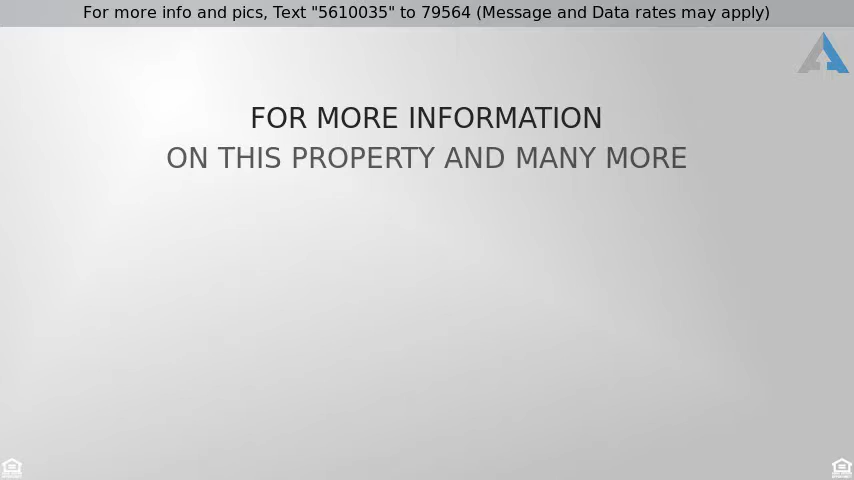 For more info and pics, Text "5610035" to 79564 (Message and Data rates may apply)
FOR MORE INFORMATION
ON THIS PROPERTY AND MANY MORE